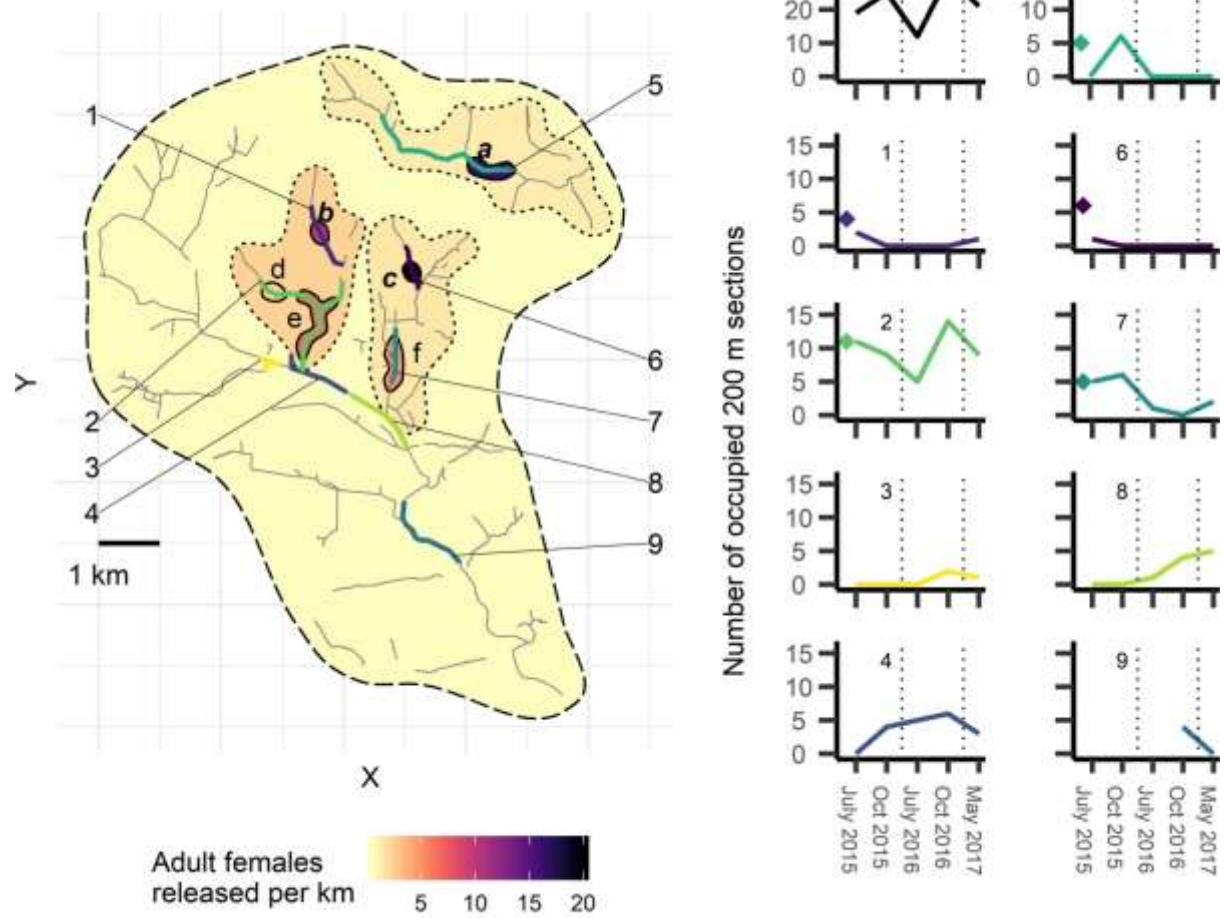 20
10
0
10
5
0
1
5
a
b
d
c
e
f
Y
2
3
4
6
7
8
9
1 km
X
Adult females
released per km
5 10 15 20
Number of occupied 200 m sections
15
10
5
0
1
6
15
10
5
0
2
7
15
10
5
0
3
8
15
10
5
0
4
9
July 2015
Oct 2015
July 2016
Oct 2016
May 2017
July 2015
Oct 2015
July 2016
Oct 2016
May 2017